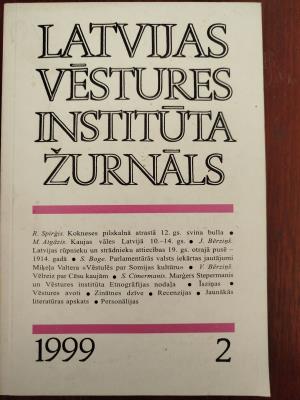 LATVIJAS
VĒSTURES
INSTITŪTA
ŽURNĀLS
R. Spirģis. Kokneses pilskalnā atrastā 12. gs. svina bulla ●
M. Atgāzis. Kaujas vāles Latvijā 10.–14. gs. ● J. Bērziņš.
Latvijas rūpnieku un strādnieku attiecības 19. gs. otrajā pusē –
1914. gadā ● S. Boge. Parlamentārās valsts iekārtas jautājumi
Miķeļa Valtera «Vēstulēs par Somijas kultūru» ● V. Bērziņš.
Vēlreiz par Cēsu kaujām ● S. Cimermanis. Marģers Stepermanis
un Vēstures institūta Etnogrāfijas nodaļa ● Īsziņas ●
Vēstures avoti ● Zinātnes dzīve ● Recenzijas ● Jaunākās
literatūras apskats ● Personālijas
1999 2